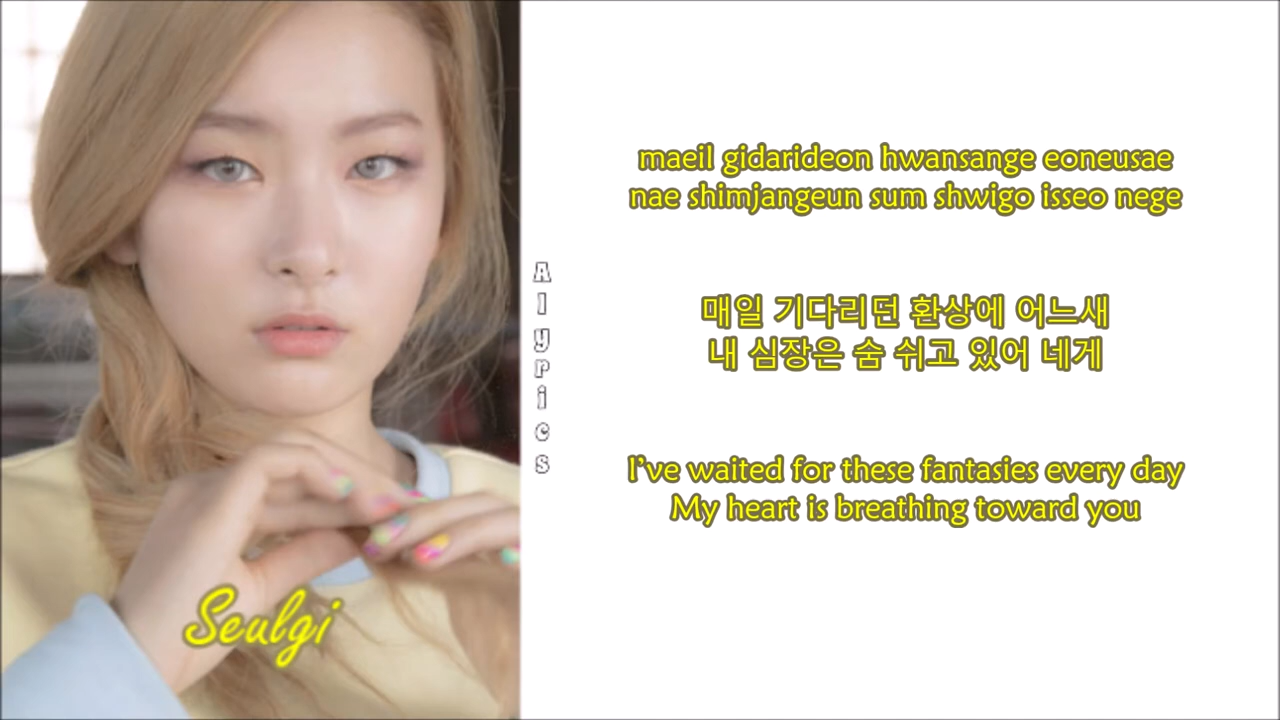 maeil gidarideon hwansange eoneusae
nae shimjangeun sum shwigo isseo nege
매일 기다리던 환상에 어느새
내 심장은 숨 쉬고 있어 네게
I've waited for these fantasies every day
My heart is breathing toward you
Alyrics
Seulgi